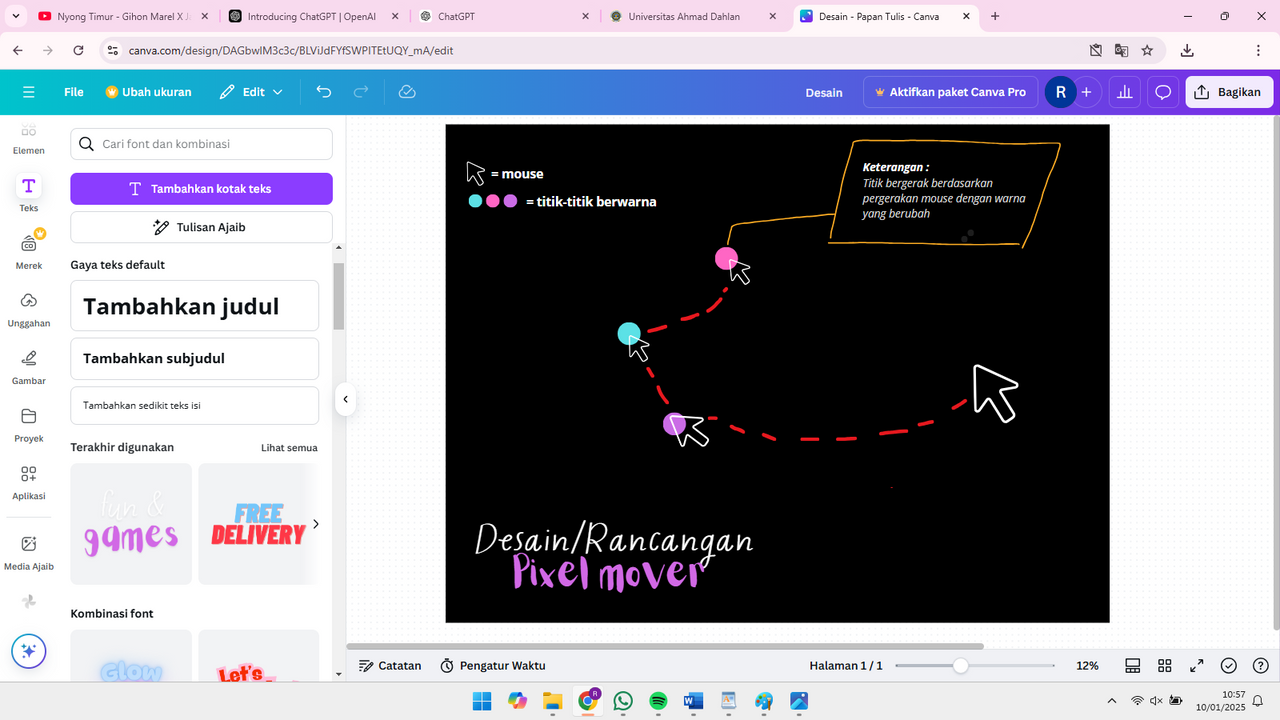 Nyong Timur - Gihon Marel X
Introducing ChatGPT | OpenAI
ChatGPT
Universitas Ahmad Dahlan
Desain - Papan Tulis - Canva
canva.com/design/DAGbwIM3c3c/BLViJdFYfSWPITEtUQY_mA/edit
File
Ubah ukuran
Edit
Desain
Aktifkan paket Canva Pro
R
Bagikan
Elemen
Teks
Merek
Unggahan
Gambar
Proyek
Aplikasi
Media Ajaib
Cari font dan kombinasi
Tambahkan kotak teks
Tulisan Ajaib
Gaya teks default
Tambahkan judul
Tambahkan subjudul
Tambahkan sedikit teks isi
Terakhir digunakan
Lihat semua
fun &
games
FREE
DELIVERY
Kombinasi font
Glow
Let's
= mouse
= titik-titik berwarna
Keterangan :
Titik bergerak berdasarkan
pergerakan mouse dengan warna
yang berubah
Desain/Rancangan
Pixel mover
Catatan
Pengatur Waktu
Halaman 1 / 1
12%
R
10:57
10/01/2025